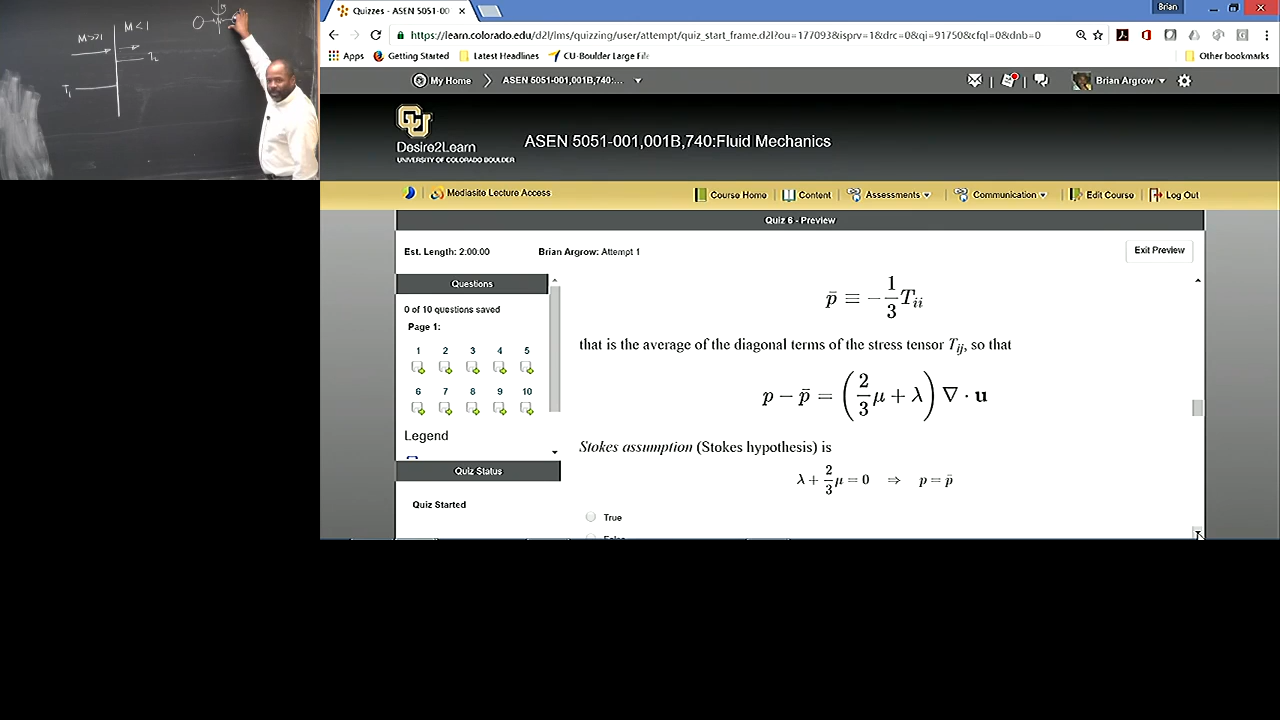 M>>1
M<1
T₁
T₂
Quizzes - ASEN 5051-00
Brian
https://learn.colorado.edu/d2l/lms/quizzing/user/attempt/quiz_start_frame.d2l?ou=177093&isprv=1&drc=0&qi=91750&cfql=0&dnb=0
Apps Getting Started Latest Headlines CU-Boulder Large File Other bookmarks
My Home ASEN 5051-001,001B,740:... Brian Argrow
CU
Desire2Learn
UNIVERSITY OF COLORADO BOULDER
ASEN 5051-001,001B,740:Fluid Mechanics
Mediasite Lecture Access Course Home Content Assessments Communication Edit Course Log Out
Quiz 6 - Preview
Est. Length: 2:00:00 Brian Argrow: Attempt 1 Exit Preview
Questions
0 of 10 questions saved
Page 1:
1 2 3 4 5
6 7 8 9 10
Legend
Quiz Status
Quiz Started
p̄ ≡ −1/3 Tᵢᵢ
that is the average of the diagonal terms of the stress tensor Tij, so that
p − p̄ = (2/3 μ + λ) ∇ · u
Stokes assumption (Stokes hypothesis) is
λ + 2/3 μ = 0 ⇒ p = p̄
True
False